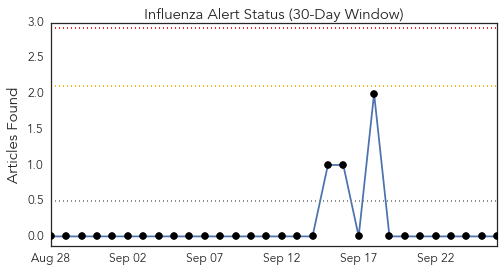 Influenza Alert Status (30-Day Window)
Articles Found
3.0
2.5
2.0
1.5
1.0
0.5
0.0
Aug 28 Sep 02 Sep 07 Sep 12 Sep 17 Sep 22